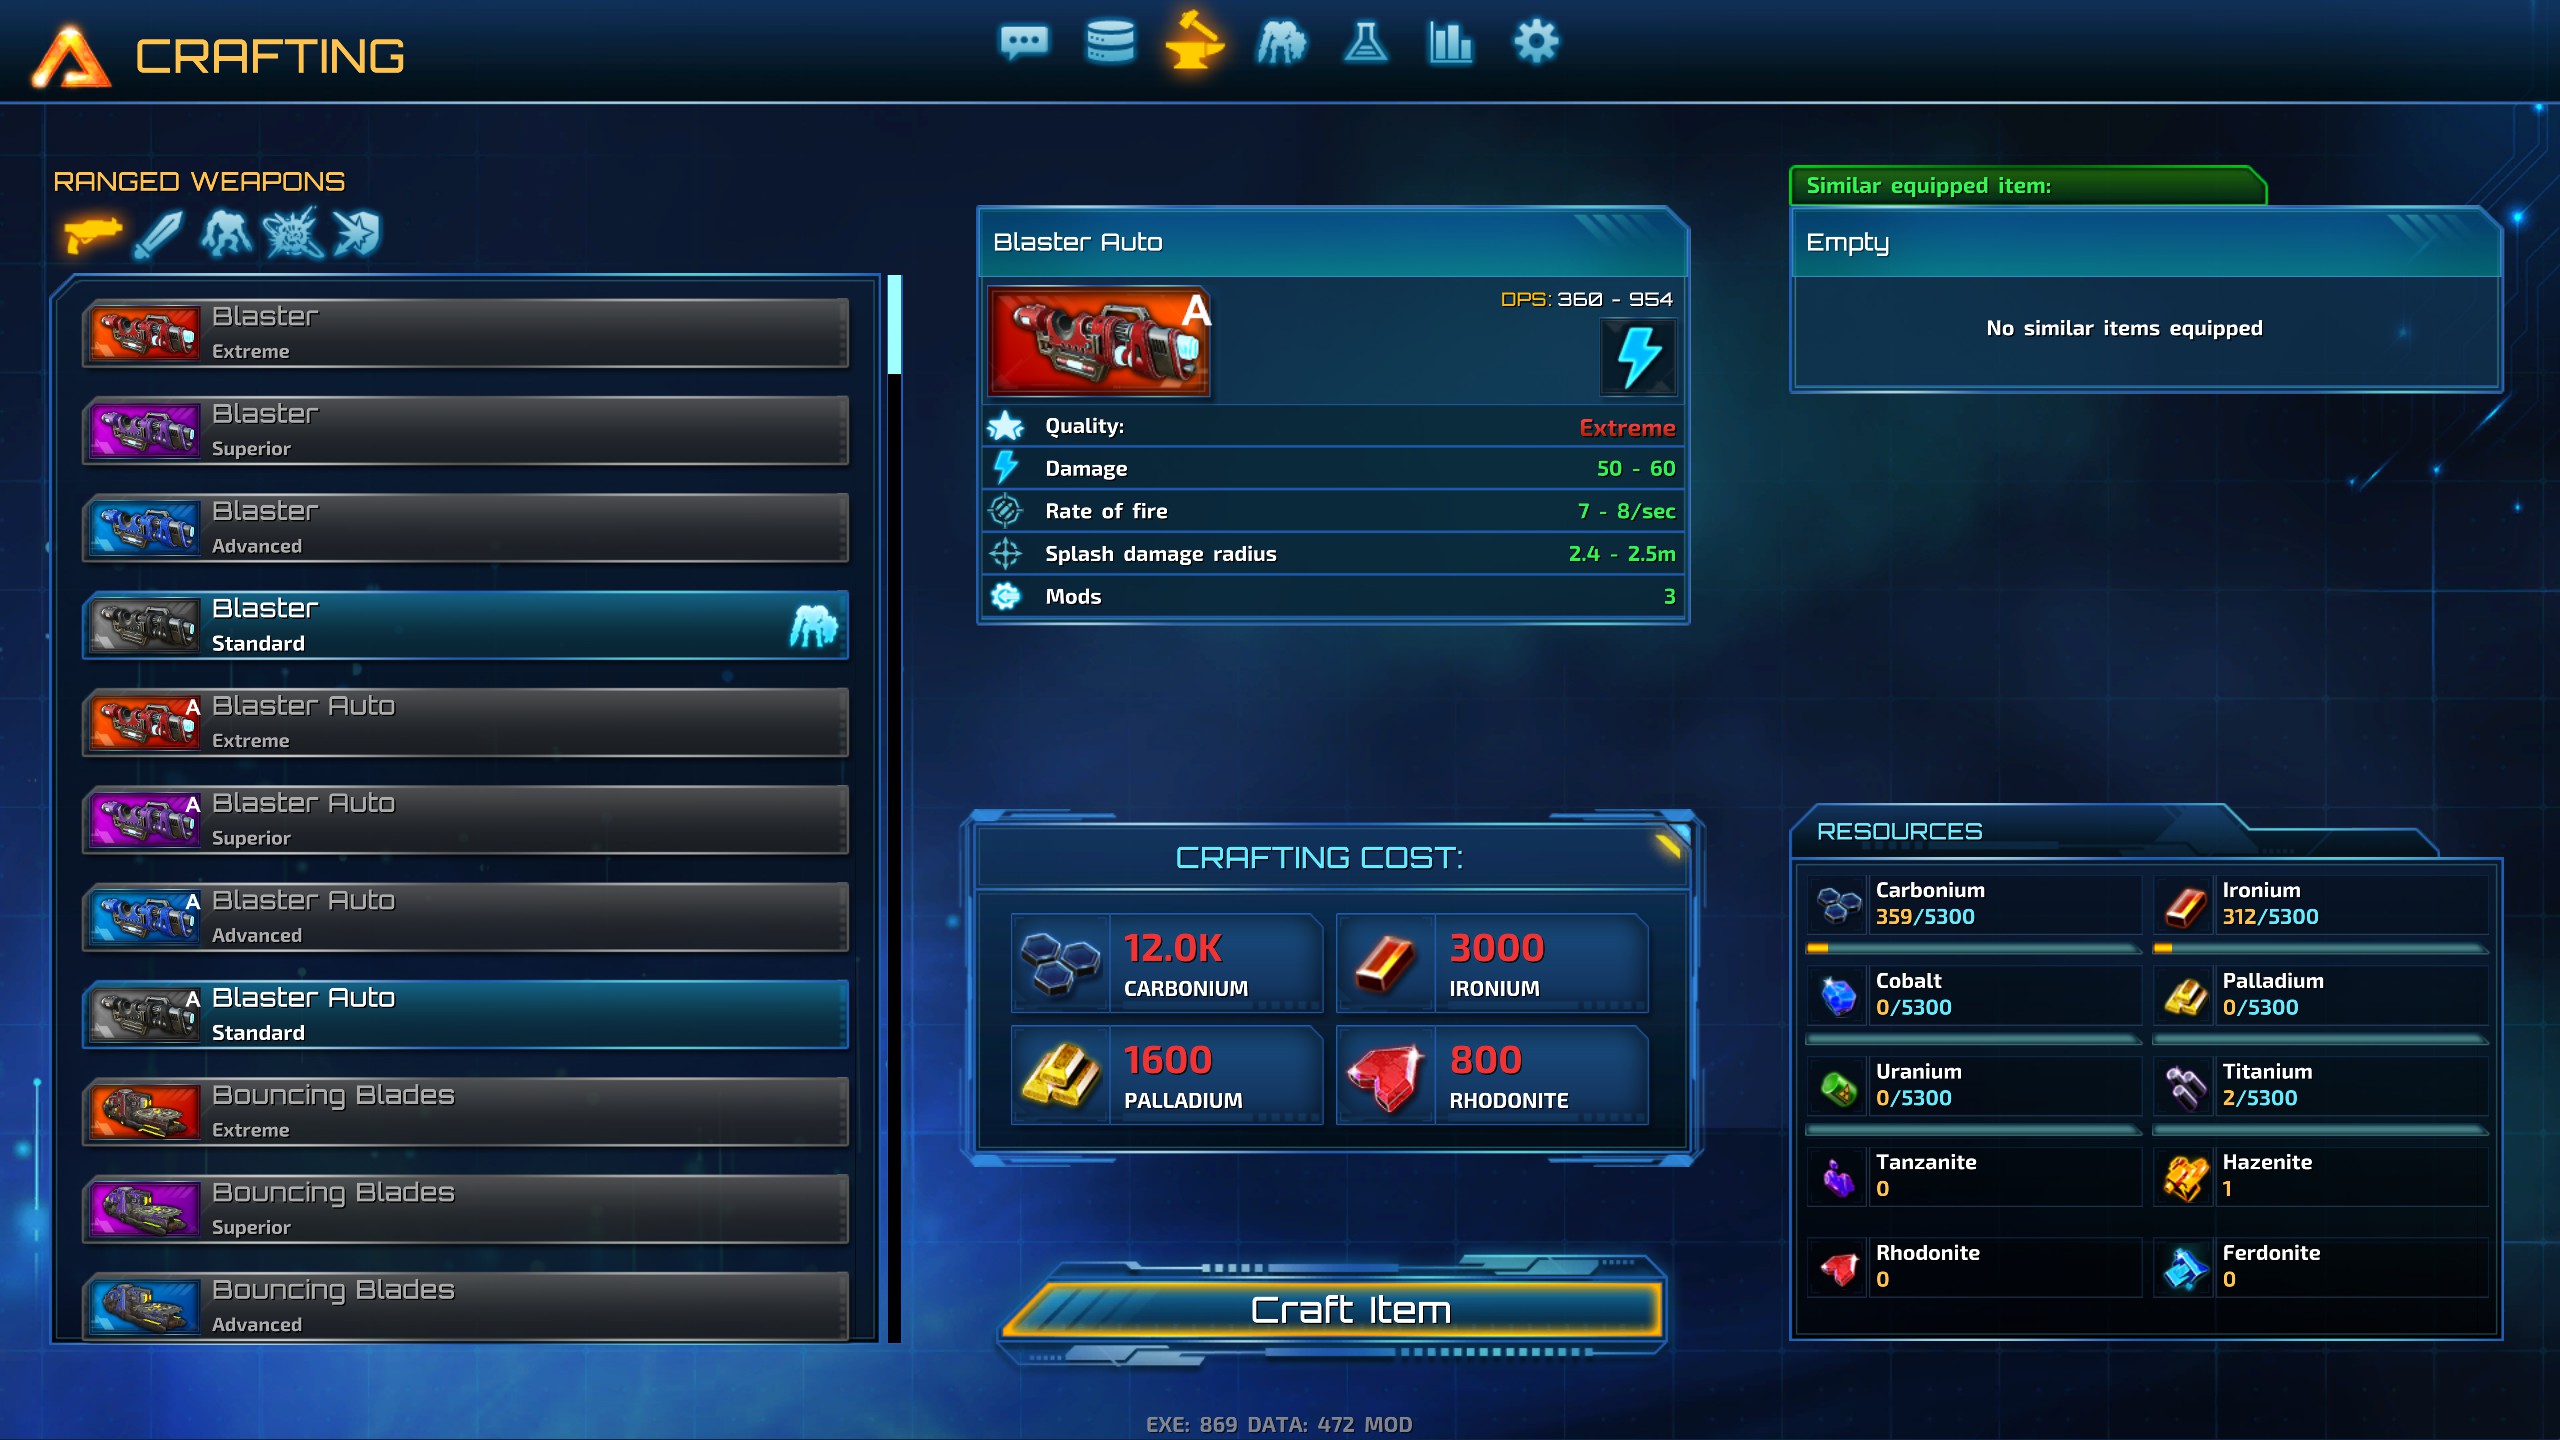 CRAFTING
RANGED WEAPONS
Blaster
Extreme
Blaster
Superior
Blaster
Advanced
Blaster
Standard
A
Blaster Auto
Extreme
A
Blaster Auto
Superior
A
Blaster Auto
Advanced
A
Blaster Auto
Standard
Bouncing Blades
Extreme
Bouncing Blades
Superior
Bouncing Blades
Advanced
Blaster Auto
A
DPS: 360 - 954
Quality: Extreme
Damage 50 - 60
Rate of fire 7 - 8/sec
Splash damage radius 2.4 - 2.5m
Mods 3
Similar equipped item:
Empty
No similar items equipped
CRAFTING COST:
12.0K
CARBONIUM
3000
IRONIUM
1600
PALLADIUM
800
RHODONITE
Craft Item
RESOURCES
Carbonium
359/5300
Ironium
312/5300
Cobalt
0/5300
Palladium
0/5300
Uranium
0/5300
Titanium
2/5300
Tanzanite
0
Hazenite
1
Rhodonite
0
Ferdonite
0
EXE: 869 DATA: 472 MOD